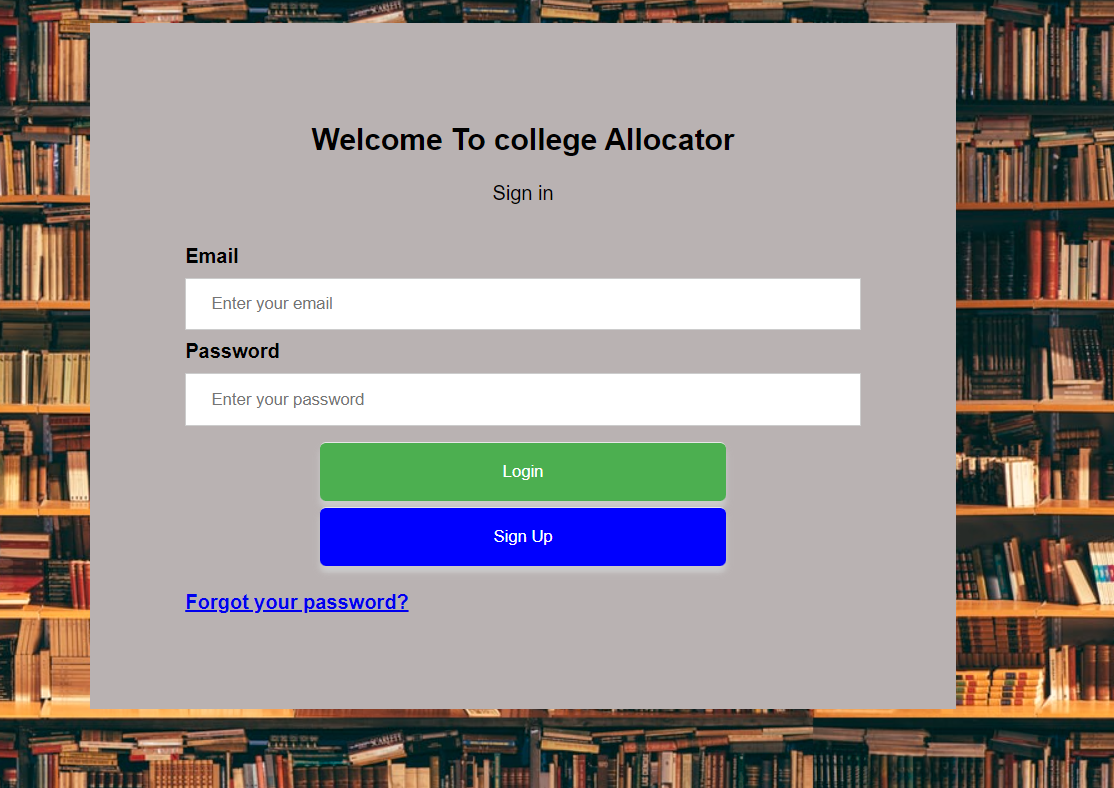 Welcome To college Allocator
Sign in
Email
Enter your email
Password
Enter your password
Login
Sign Up
Forgot your password?